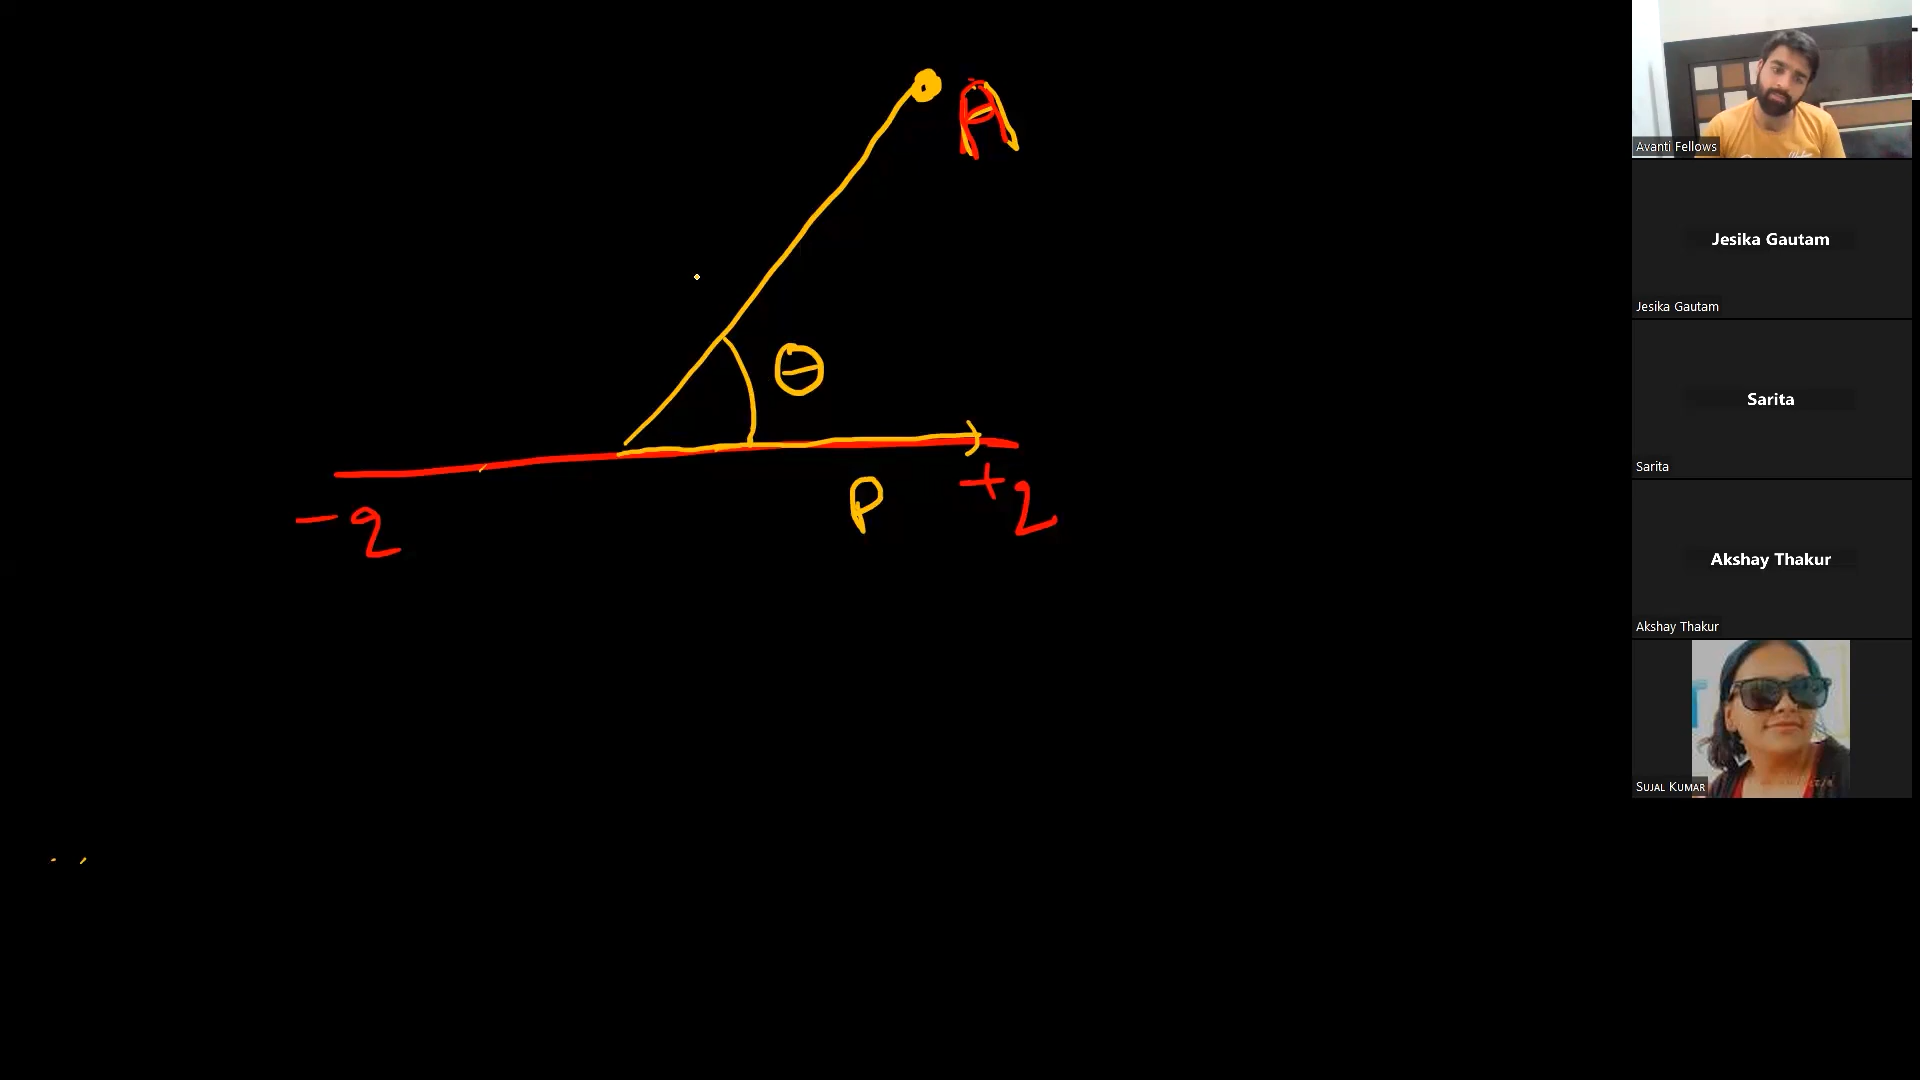 A
θ
P
+q
-q
Avanti Fellows
Jesika Gautam
Jesika Gautam
Sarita
Sarita
Akshay Thakur
Akshay Thakur
Sujal Kumar